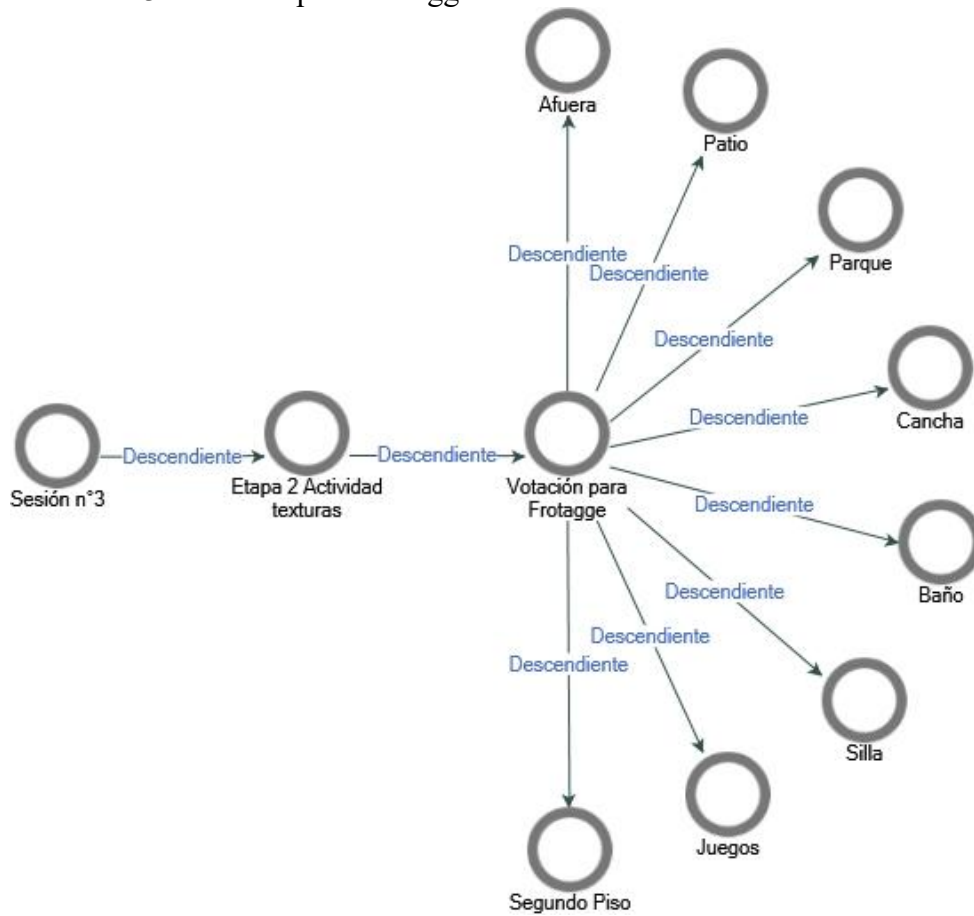 Afuera
Patio
Descendiente
Descendiente
Parque
Descendiente
Descendiente
Cancha
Descendiente
Descendiente
Sesión n°3
Etapa 2 Actividad
texturas
Votación para
Frotagge
Descendiente
Baño
Descendiente
Descendiente
Descendiente
Silla
Juegos
Segundo Piso